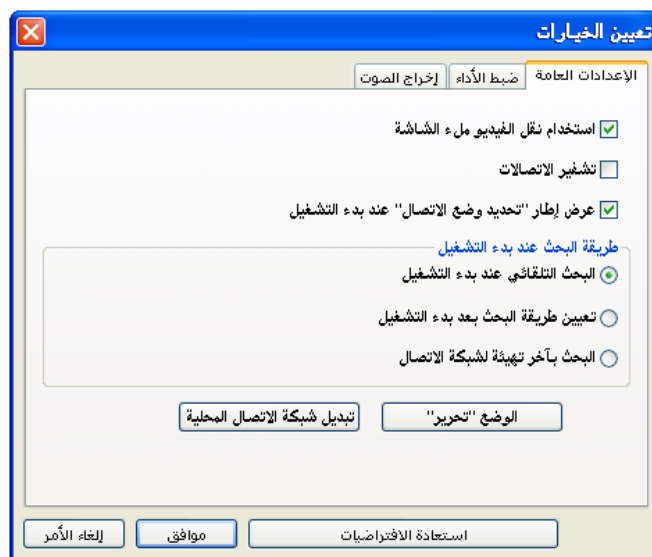 تعيين الخيارات
الإعدادات العامة
ضبط الأداء
إخراج الصوت
استخدام نقل الفيديو ملء الشاشة
تشفير الاتصالات
عرض إطار "تحديد وضع الاتصال" عند بدء التشغيل
طريقة البحث عند بدء التشغيل
البحث التلقائي عند بدء التشغيل
تعيين طريقة البحث بعد بدء التشغيل
البحث بآخر تهيئة لشبكة الاتصال
الوضع "تحرير"
تبديل شبكة الاتصال المحلية
استعادة الافتراضيات
موافق
إلغاء الأمر